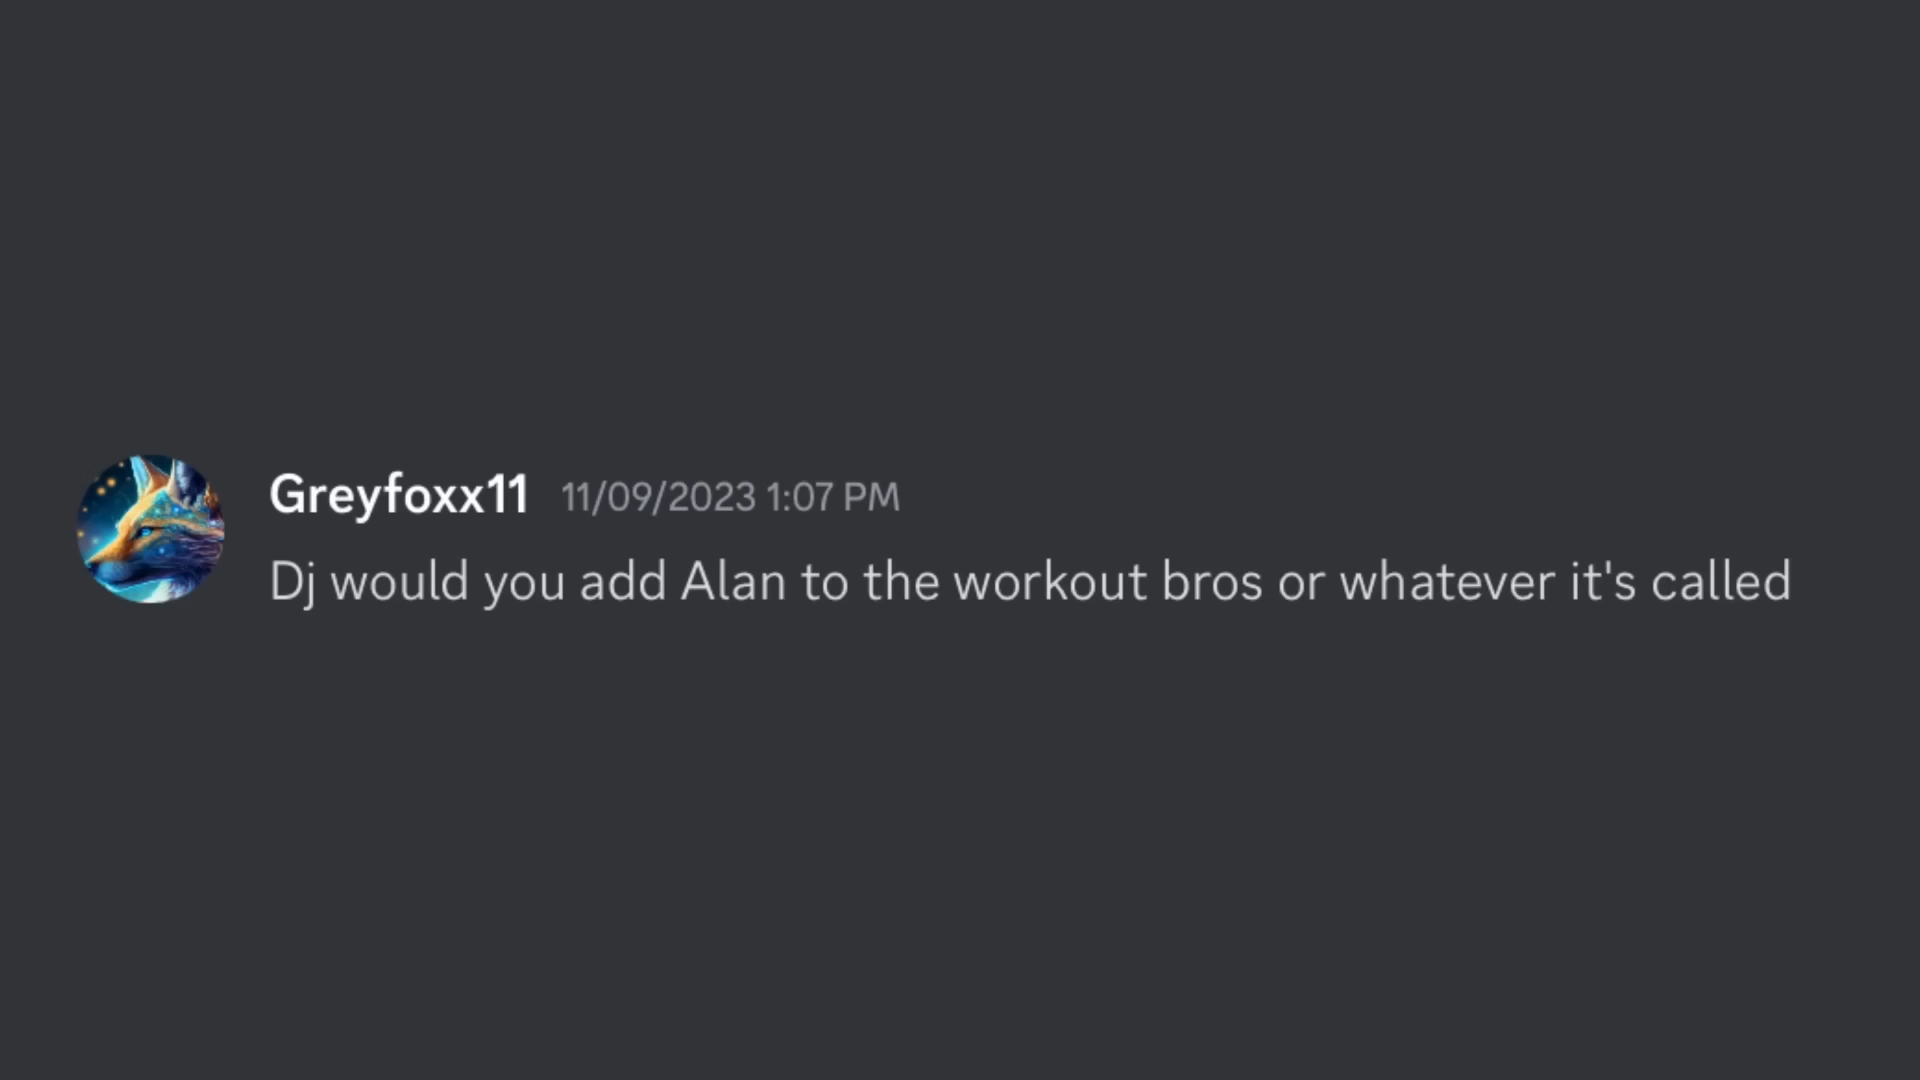 Greyfoxx11 11/09/2023 1:07 PM
Dj would you add Alan to the workout bros or whatever it's called